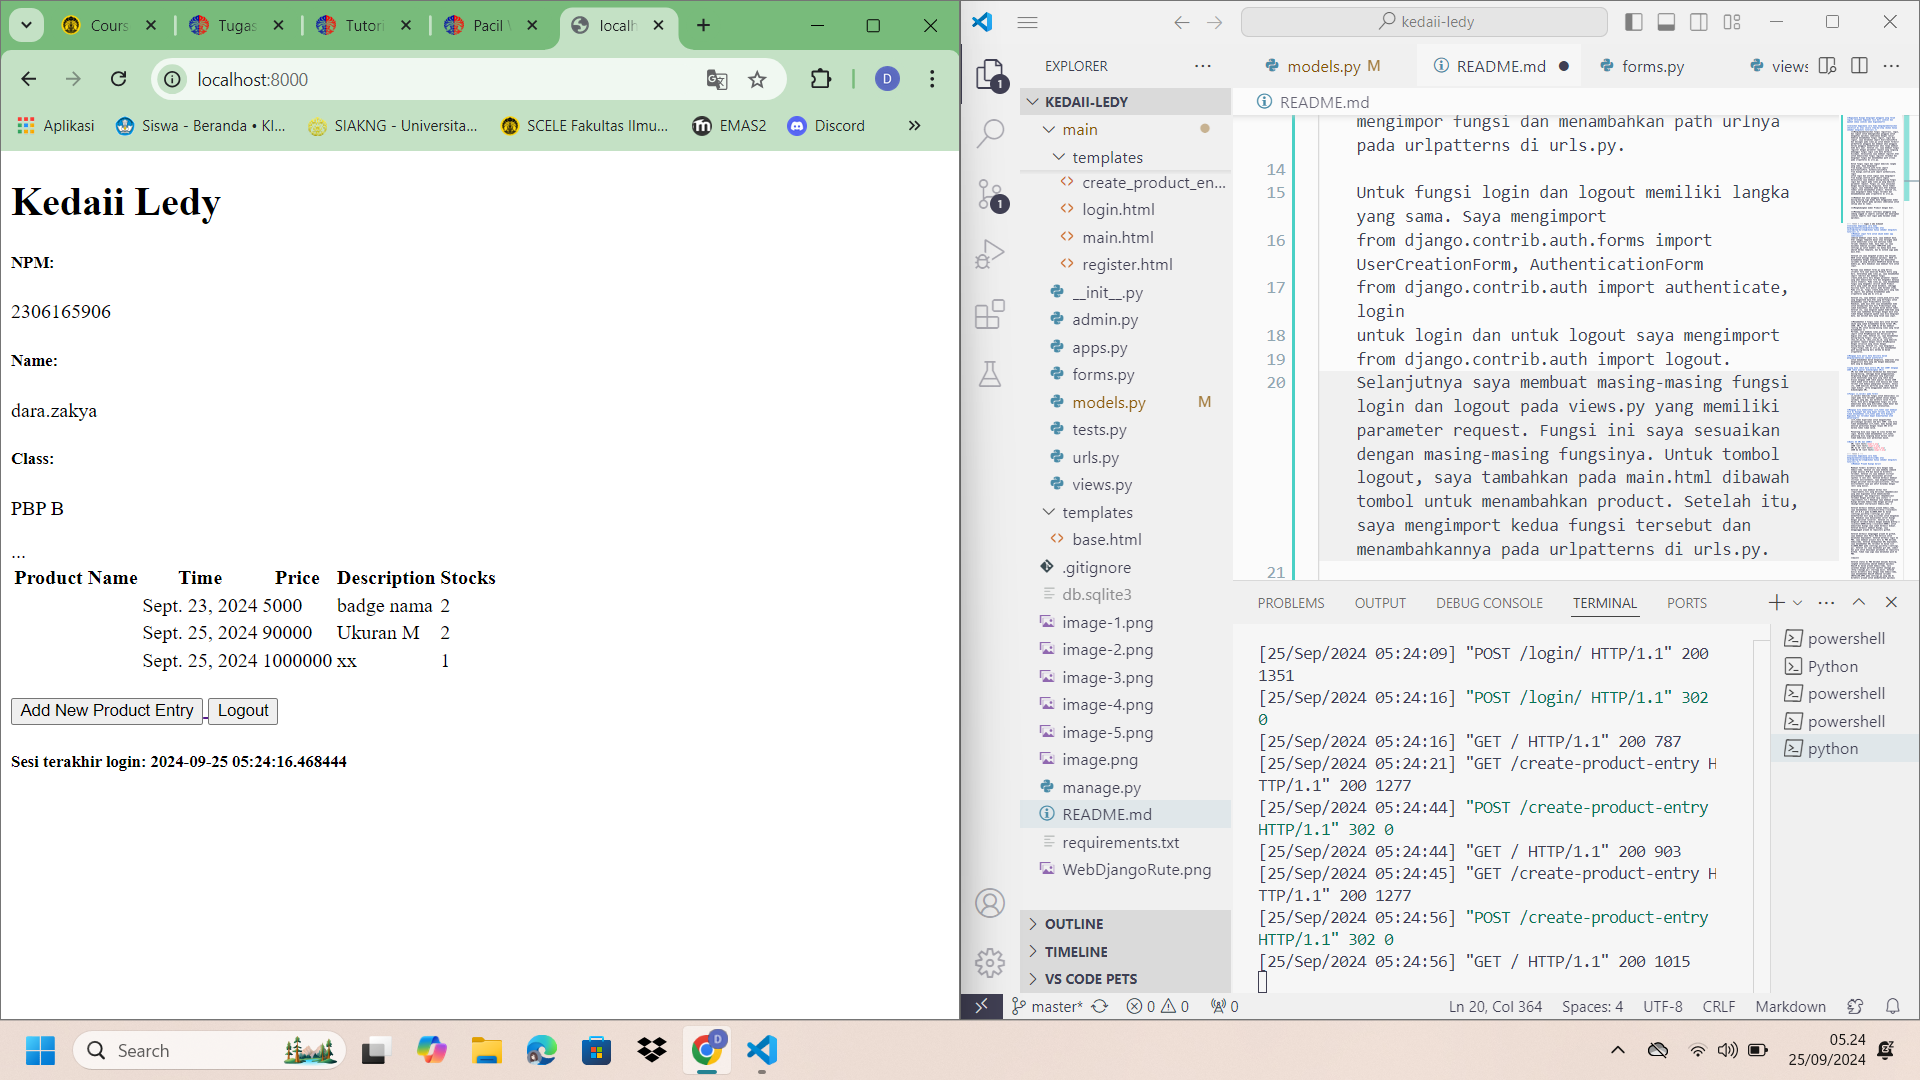 Cours
Tugas
Tutori
Pacil
localh
localhost:8000
D
Aplikasi
Siswa - Beranda • Kl...
SIAKNG - Universita...
SCELE Fakultas Ilmu...
EMAS2
Discord
Kedaii Ledy
NPM:
2306165906
Name:
dara.zakya
Class:
PBP B
...
Product Name Time Price Description Stocks
Sept. 23, 2024 5000 badge nama 2
Sept. 25, 2024 90000 Ukuran M 2
Sept. 25, 2024 1000000 xx 1
Add New Product Entry Logout
Sesi terakhir login: 2024-09-25 05:24:16.468444
kedaii-ledy
1
1
EXPLORER
KEDAII-LEDY
main
templates
create_product_en...
login.html
main.html
register.html
__init__.py
admin.py
apps.py
forms.py
models.py M
tests.py
urls.py
views.py
templates
base.html
.gitignore
db.sqlite3
image-1.png
image-2.png
image-3.png
image-4.png
image-5.png
image.png
manage.py
README.md
requirements.txt
WebDjangoRute.png
OUTLINE
TIMELINE
VS CODE PETS
models.py M
README.md
forms.py
views
README.md
mengimpor fungsi dan menambahkan path urlnya
pada urlpatterns di urls.py.
14
15 Untuk fungsi login dan logout memiliki langka
yang sama. Saya mengimport
16 from django.contrib.auth.forms import
UserCreationForm, AuthenticationForm
17 from django.contrib.auth import authenticate,
login
18 untuk login dan untuk logout saya mengimport
19 from django.contrib.auth import logout.
20 Selanjutnya saya membuat masing-masing fungsi
login dan logout pada views.py yang memiliki
parameter request. Fungsi ini saya sesuaikan
dengan masing-masing fungsinya. Untuk tombol
logout, saya tambahkan pada main.html dibawah
tombol untuk menambahkan product. Setelah itu,
saya mengimport kedua fungsi tersebut dan
menambahkannya pada urlpatterns di urls.py.
21
PROBLEMS OUTPUT DEBUG CONSOLE TERMINAL PORTS
[25/Sep/2024 05:24:09] "POST /login/ HTTP/1.1" 200
1351
[25/Sep/2024 05:24:16] "POST /login/ HTTP/1.1" 302
0
[25/Sep/2024 05:24:16] "GET / HTTP/1.1" 200 787
[25/Sep/2024 05:24:21] "GET /create-product-entry H
TTP/1.1" 200 1277
[25/Sep/2024 05:24:44] "POST /create-product-entry
HTTP/1.1" 302 0
[25/Sep/2024 05:24:44] "GET / HTTP/1.1" 200 903
[25/Sep/2024 05:24:45] "GET /create-product-entry H
TTP/1.1" 200 1277
[25/Sep/2024 05:24:56] "POST /create-product-entry
HTTP/1.1" 302 0
[25/Sep/2024 05:24:56] "GET / HTTP/1.1" 200 1015
powershell
Python
powershell
powershell
python
master* 0 0 0
Ln 20, Col 364 Spaces: 4 UTF-8 CRLF Markdown
Search
D
05.24
25/09/2024